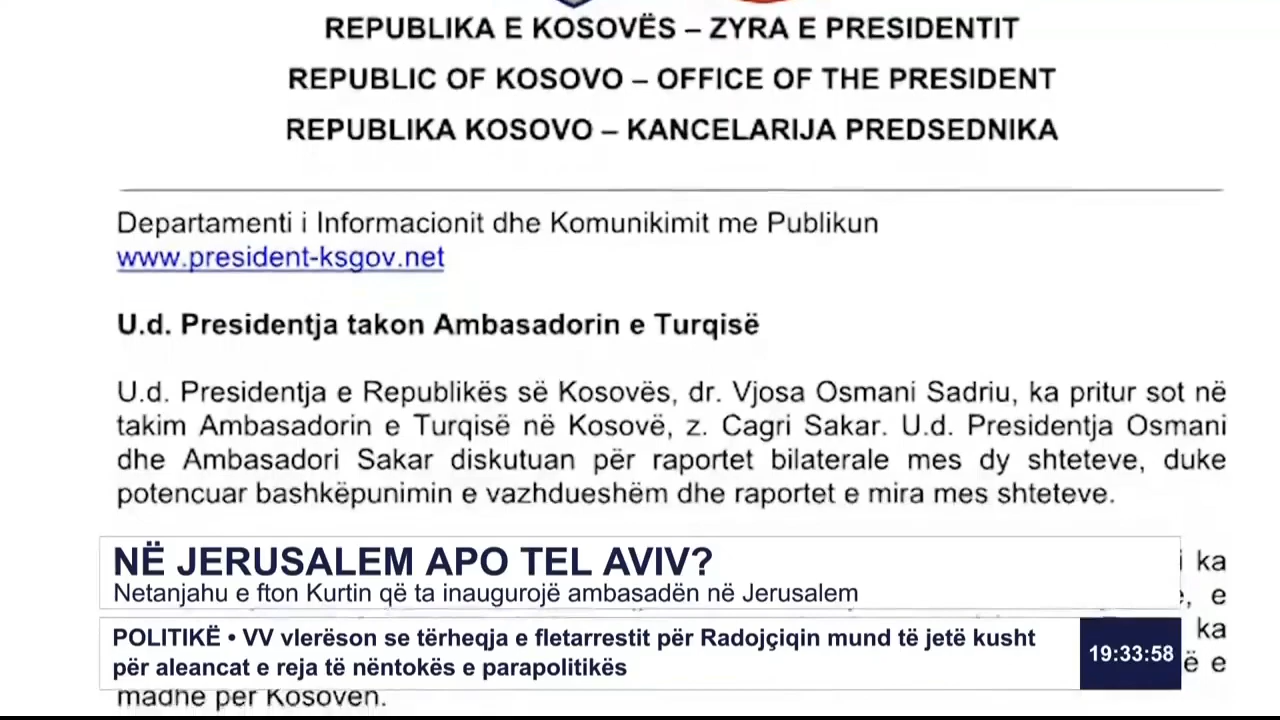 REPUBLIKA E KOSOVËS – ZYRA E PRESIDENTIT
REPUBLIC OF KOSOVO – OFFICE OF THE PRESIDENT
REPUBLIKA KOSOVO – KANCELARIJA PREDSEDNIKA
Departamenti i Informacionit dhe Komunikimit me Publikun
www.president-ksgov.net
U.d. Presidentja takon Ambasadorin e Turqisë
U.d. Presidentja e Republikës së Kosovës, dr. Vjosa Osmani Sadriu, ka pritur sot në
takim Ambasadorin e Turqisë në Kosovë, z. Cagri Sakar. U.d. Presidentja Osmani
dhe Ambasadori Sakar diskutuan për raportet bilaterale mes dy shteteve, duke
potencuar bashkëpunimin e vazhdueshëm dhe raportet e mira mes shteteve.
ka
e
ka
e
madhe për Kosovën.
NË JERUSALEM APO TEL AVIV?
Netanjahu e fton Kurtin që ta inaugurojë ambasadën në Jerusalem
POLITIKË • VV vlerëson se tërheqja e fletarrestit për Radojçiqin mund të jetë kusht
për aleancat e reja të nëntokës e parapolitikës
19:33:58